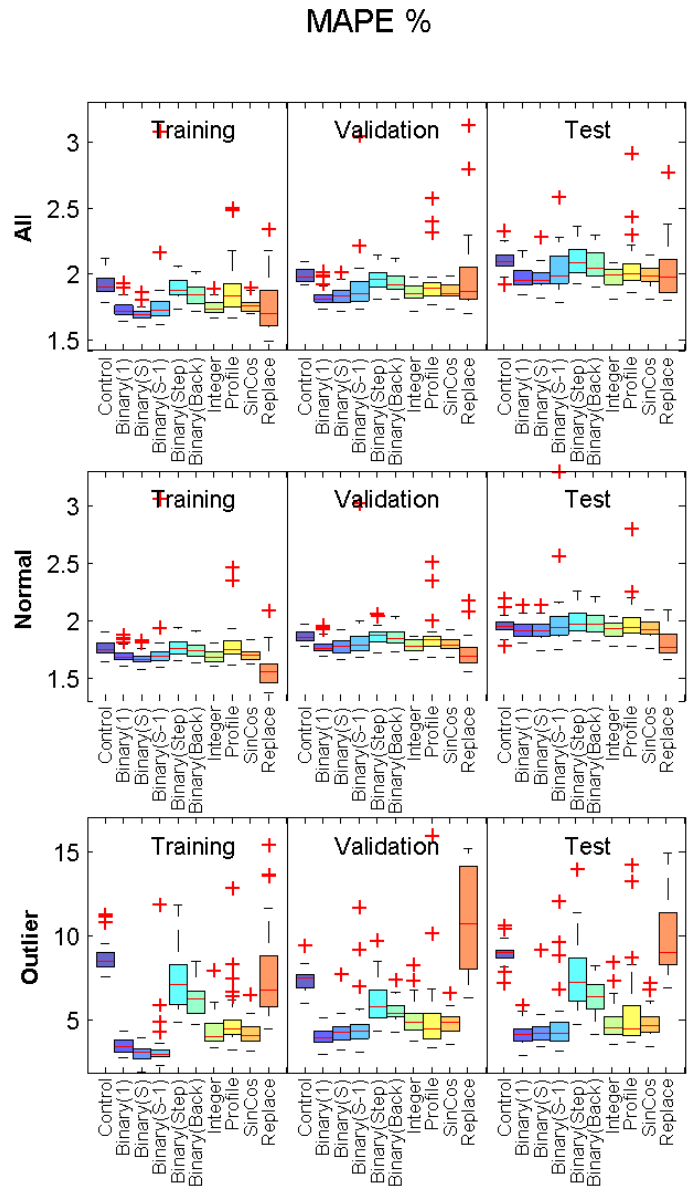 MAPE %
Training Validation Test
All
3
2.5
2
1.5
Control Binary(1) Binary(S) Binary(S-1) Binary(Step) Binary(Back) Integer Profile SinCos Replace Control Binary(1) Binary(S) Binary(S-1) Binary(Step) Binary(Back) Integer Profile SinCos Replace Control Binary(1) Binary(S) Binary(S-1) Binary(Step) Binary(Back) Integer Profile SinCos Replace
Training Validation Test
Normal
3
2.5
2
1.5
Control Binary(1) Binary(S) Binary(S-1) Binary(Step) Binary(Back) Integer Profile SinCos Replace Control Binary(1) Binary(S) Binary(S-1) Binary(Step) Binary(Back) Integer Profile SinCos Replace Control Binary(1) Binary(S) Binary(S-1) Binary(Step) Binary(Back) Integer Profile SinCos Replace
Training Validation Test
Outlier
15
10
5
Control Binary(1) Binary(S) Binary(S-1) Binary(Step) Binary(Back) Integer Profile SinCos Replace Control Binary(1) Binary(S) Binary(S-1) Binary(Step) Binary(Back) Integer Profile SinCos Replace Control Binary(1) Binary(S) Binary(S-1) Binary(Step) Binary(Back) Integer Profile SinCos Replace